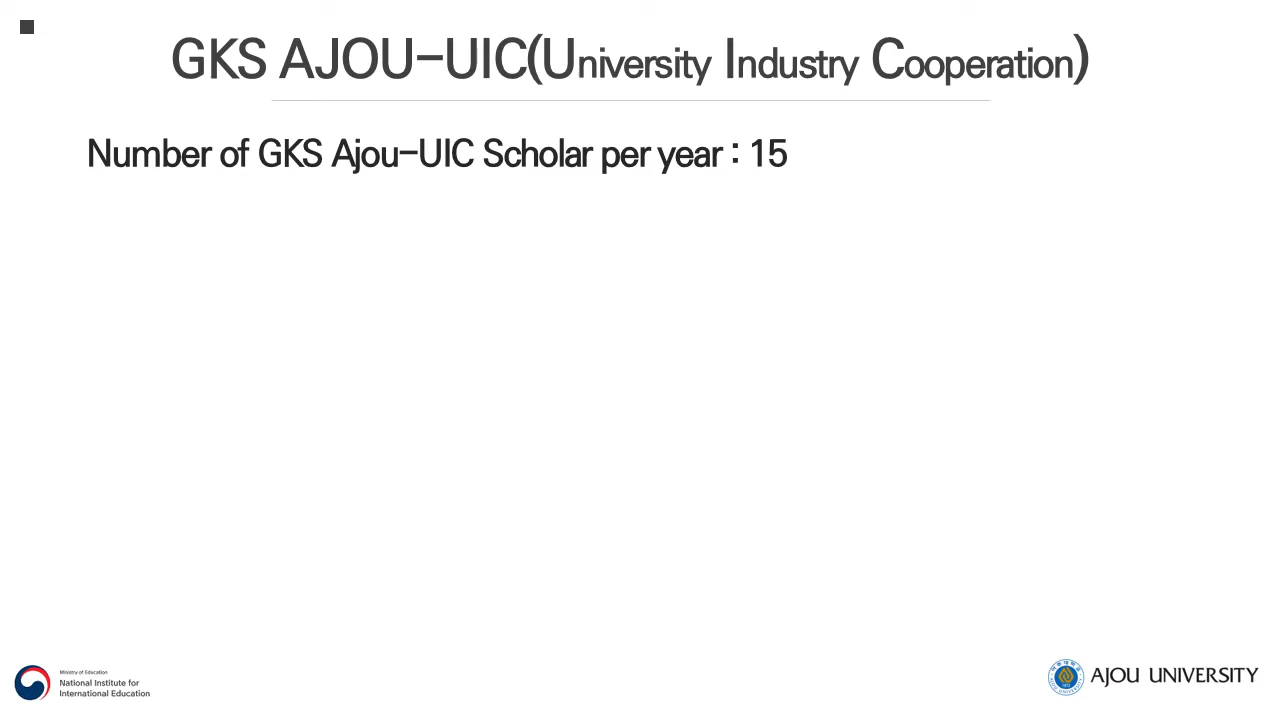 GKS AJOU-UIC(University Industry Cooperation)
Number of GKS Ajou-UIC Scholar per year : 15
Ministry of Education
National Institute for
International Education
AJOU UNIVERSITY